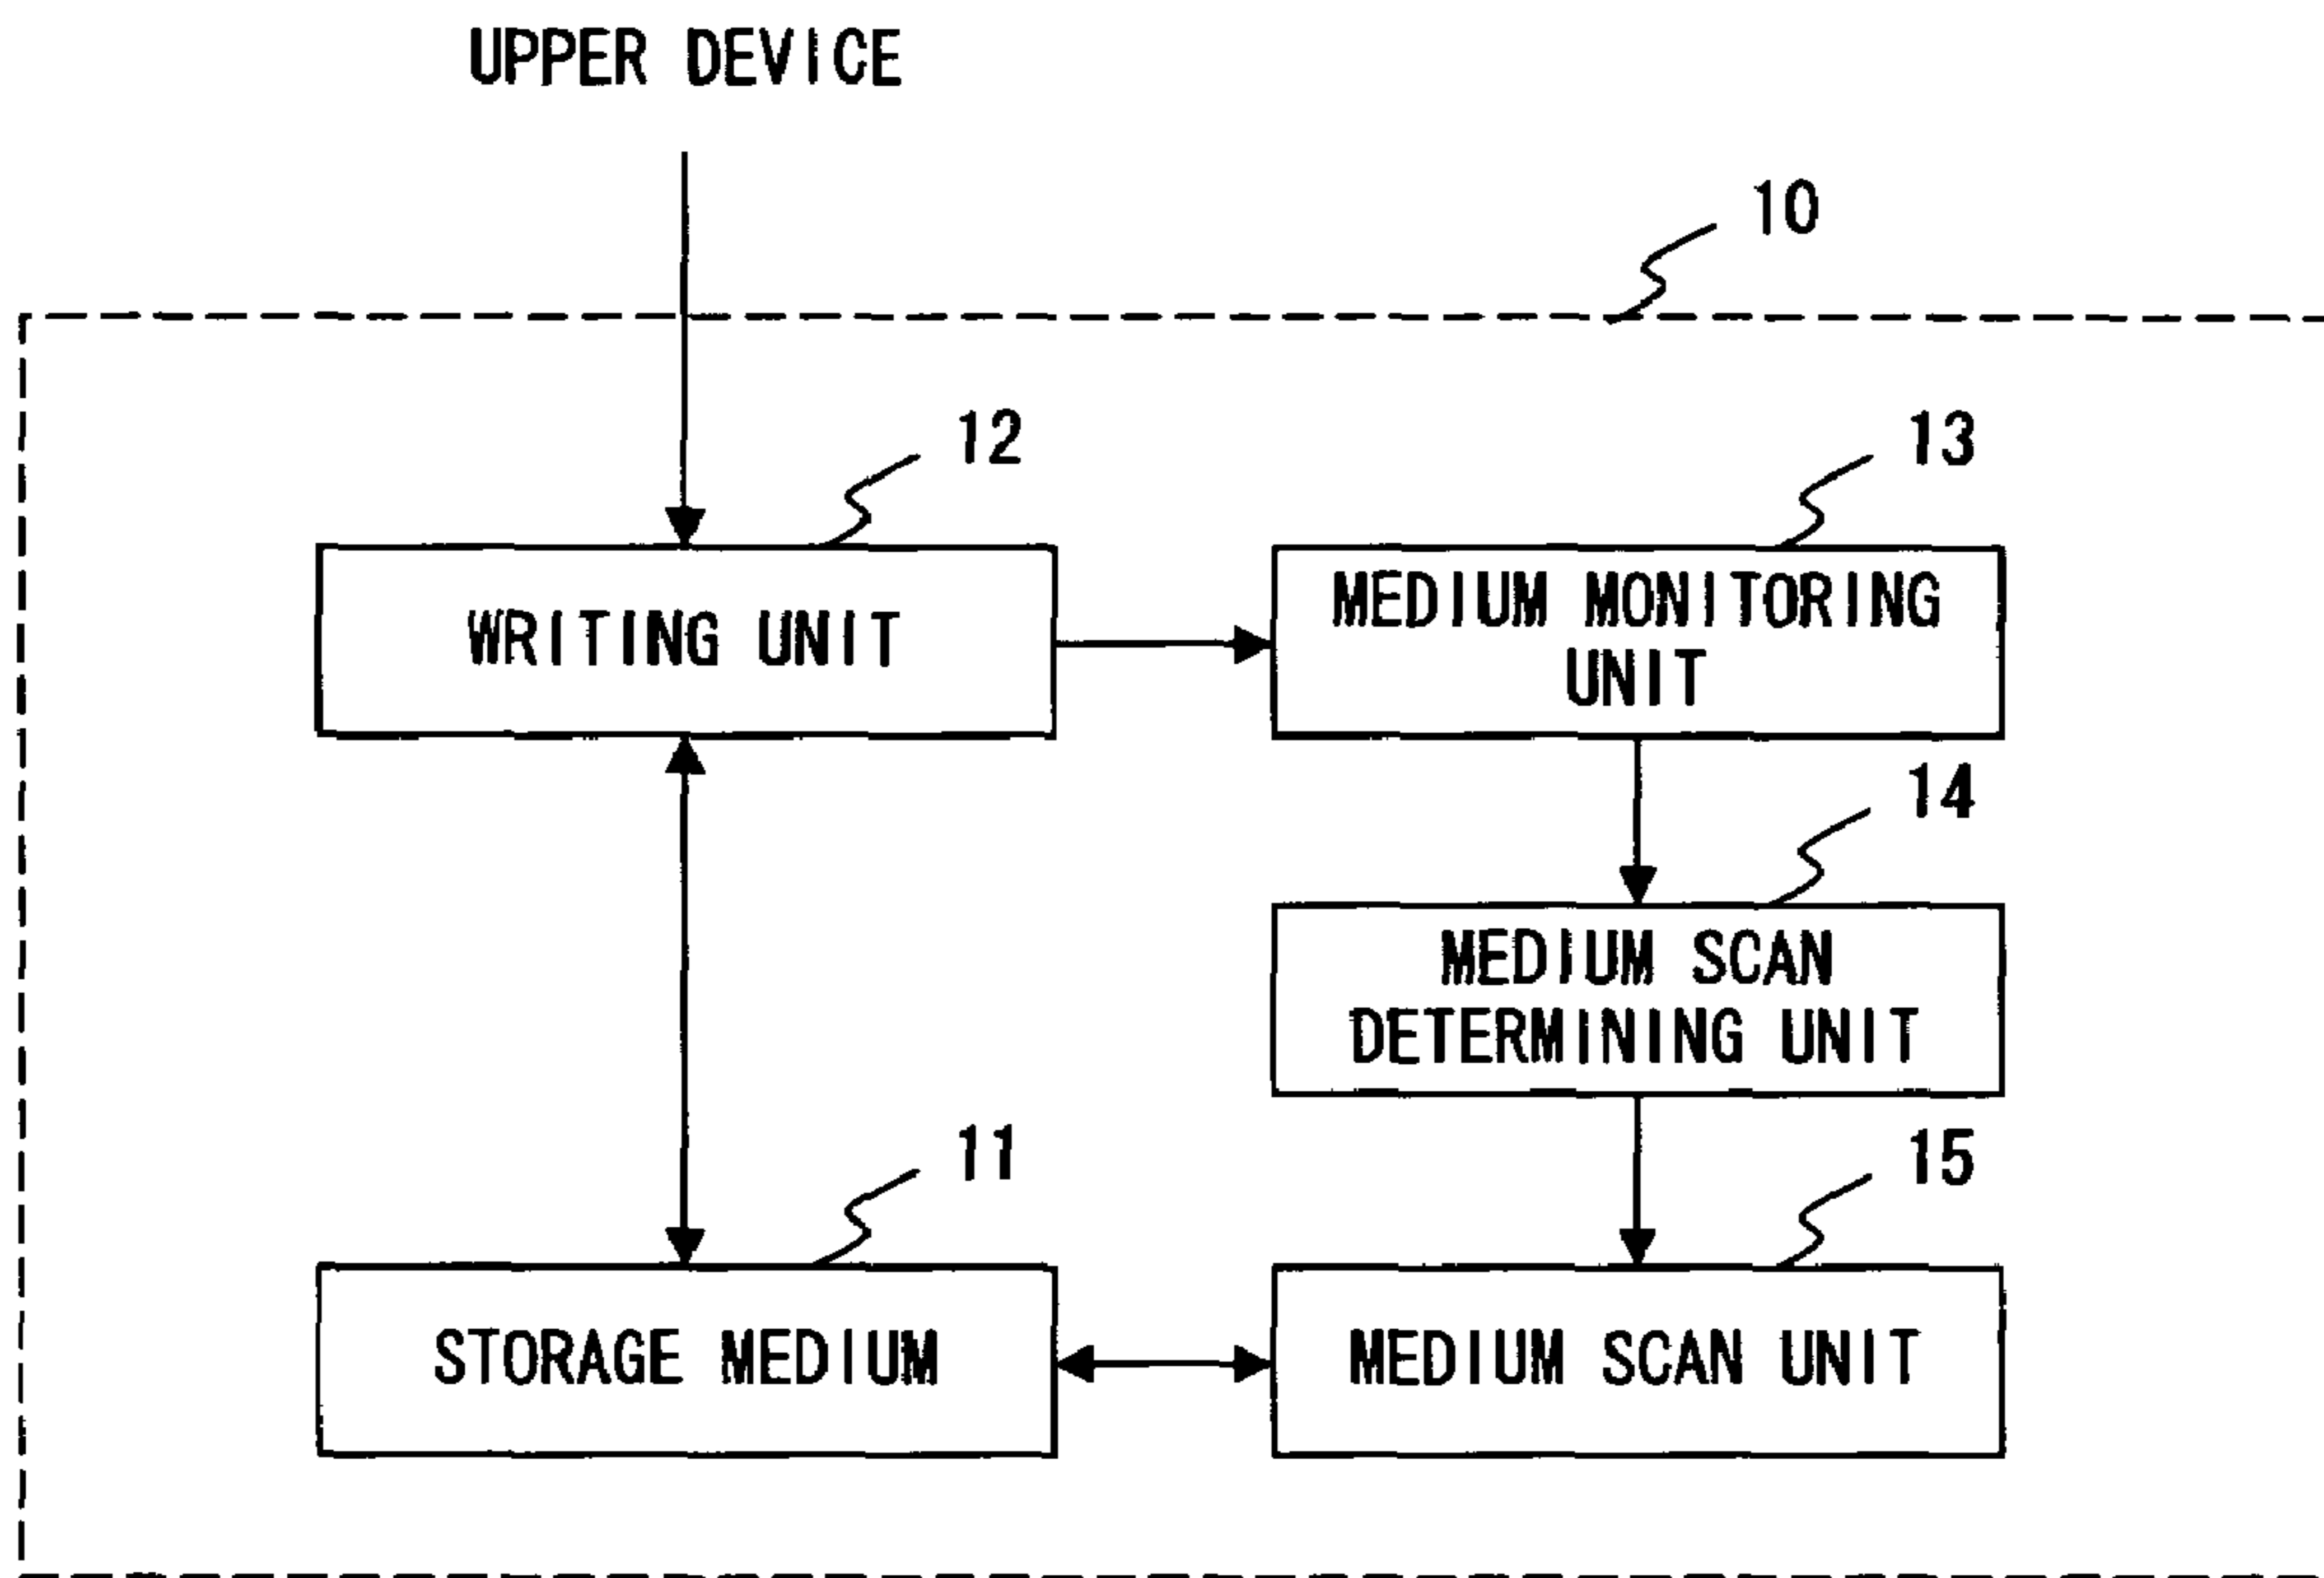 UPPER DEVICE
10
12
13
WRITING UNIT
MEDIUM MONITORING
UNIT
14
MEDIUM SCAN
DETERMINING UNIT
11
15
STORAGE MEDIUM
MEDIUM SCAN UNIT